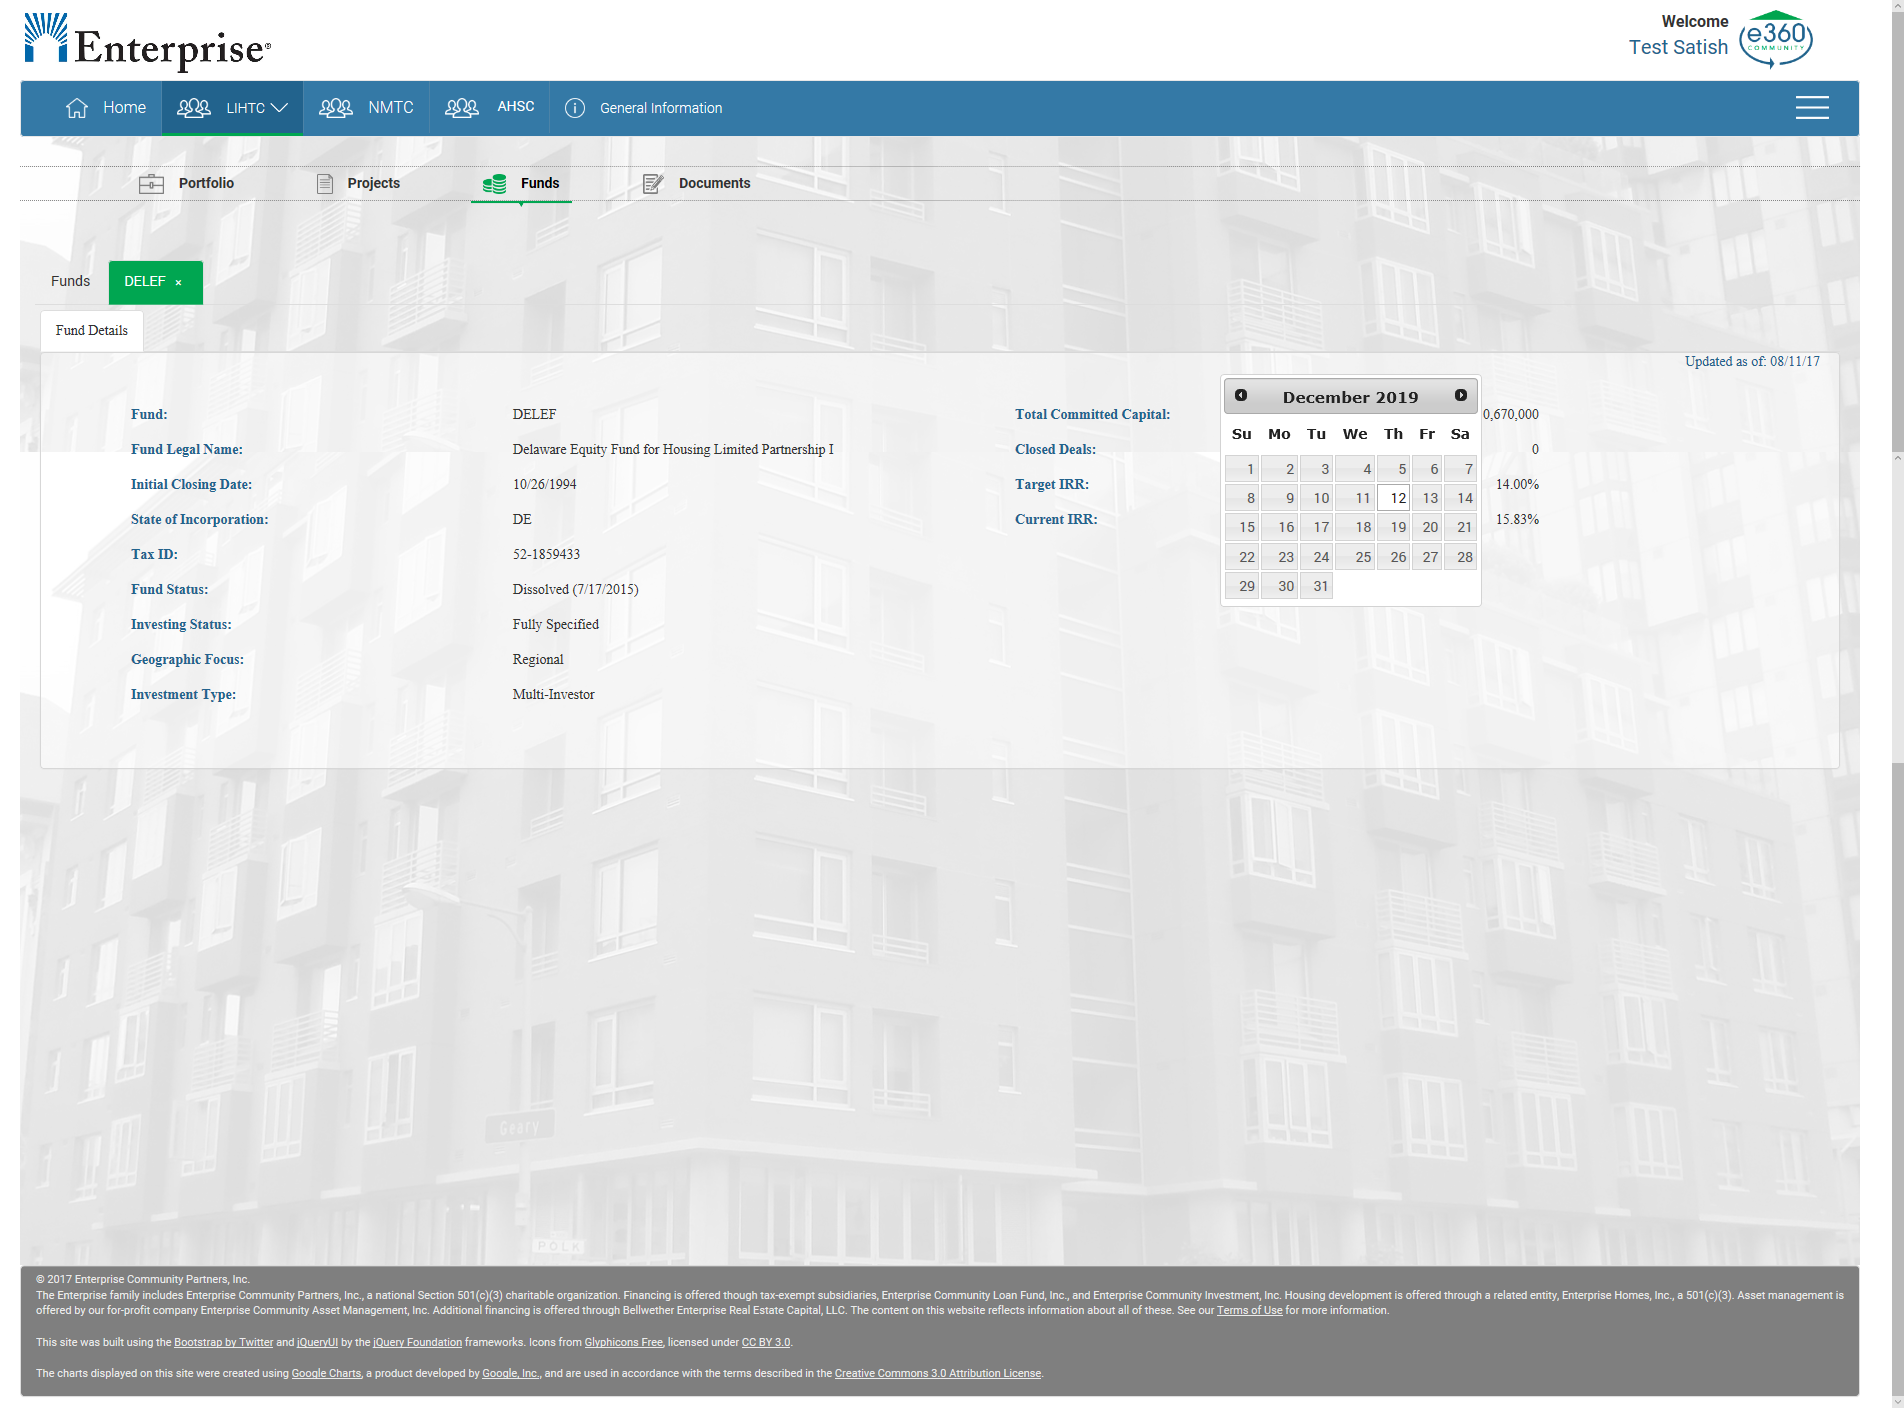 Enterprise®
Welcome
Test Satish
e360
COMMUNITY
Home
LIHTC
NMTC
AHSC
General Information
Portfolio
Projects
Funds
Documents
Funds
DELEF ×
Fund Details
Updated as of: 08/11/17
Fund: DELEF
Fund Legal Name: Delaware Equity Fund for Housing Limited Partnership I
Initial Closing Date: 10/26/1994
State of Incorporation: DE
Tax ID: 52-1859433
Fund Status: Dissolved (7/17/2015)
Investing Status: Fully Specified
Geographic Focus: Regional
Investment Type: Multi-Investor
Total Committed Capital: 0,670,000
Closed Deals: 0
Target IRR: 14.00%
Current IRR: 15.83%
December 2019
Su Mo Tu We Th Fr Sa
1 2 3 4 5 6 7
8 9 10 11 12 13 14
15 16 17 18 19 20 21
22 23 24 25 26 27 28
29 30 31
Geary
POLK
© 2017 Enterprise Community Partners, Inc.
The Enterprise family includes Enterprise Community Partners, Inc., a national Section 501(c)(3) charitable organization. Financing is offered though tax-exempt subsidiaries, Enterprise Community Loan Fund, Inc., and Enterprise Community Investment, Inc. Housing development is offered through a related entity, Enterprise Homes, Inc., a 501(c)(3). Asset management is
offered by our for-profit company Enterprise Community Asset Management, Inc. Additional financing is offered through Bellwether Enterprise Real Estate Capital, LLC. The content on this website reflects information about all of these. See our Terms of Use for more information.
This site was built using the Bootstrap by Twitter and jQueryUI by the jQuery Foundation frameworks. Icons from Glyphicons Free, licensed under CC BY 3.0.
The charts displayed on this site were created using Google Charts, a product developed by Google, Inc., and are used in accordance with the terms described in the Creative Commons 3.0 Attribution License.